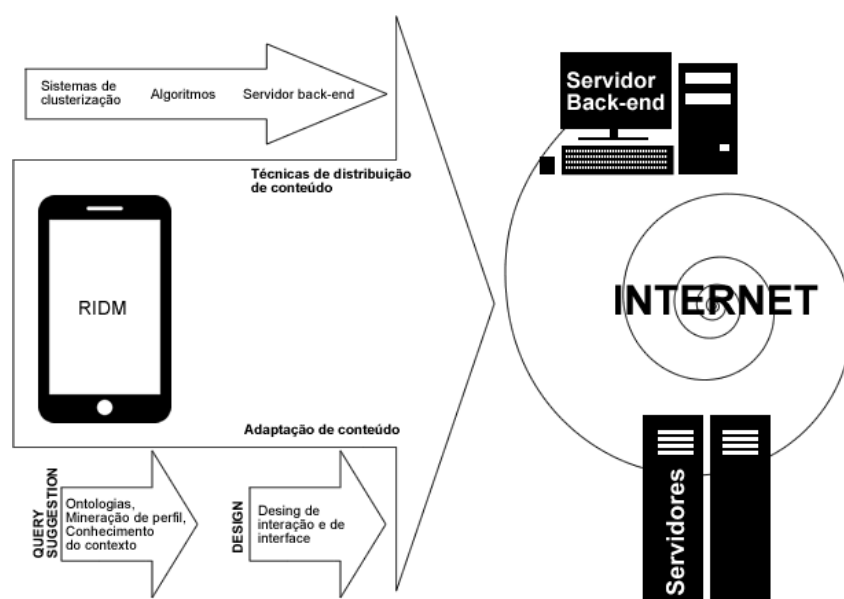 Sistemas de
clusterização
Algoritmos
Servidor back-end
Técnicas de distribuição
de conteúdo
RIDM
Adaptação de conteúdo
QUERY
SUGGESTION
Ontologias,
Mineração de perfil,
Conhecimento
do contexto
DESIGN
Desing de
interação e de
interface
Servidor
Back-end
INTERNET
Servidores